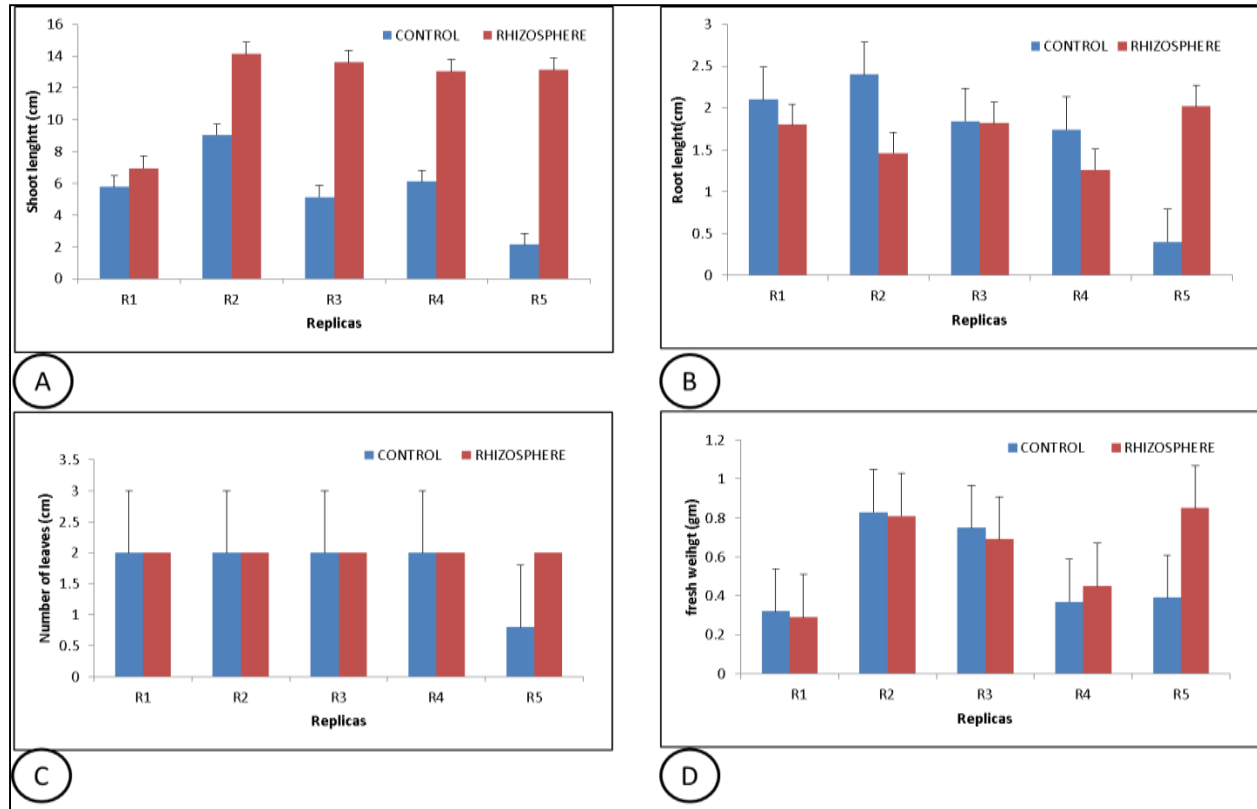 CONTROL RHIZOSPHERE
Shoot lenghtt (cm)
16
14
12
10
8
6
4
2
0
R1 R2 R3 R4 R5
Replicas
A
CONTROL RHIZOSPHERE
Root lenght(cm)
3
2.5
2
1.5
1
0.5
0
R1 R2 R3 R4 R5
Replicas
B
CONTROL RHIZOSPHERE
Number of leaves (cm)
3.5
3
2.5
2
1.5
1
0.5
0
R1 R2 R3 R4 R5
Replicas
C
CONTROL RHIZOSPHERE
fresh weihgt (gm)
1.2
1
0.8
0.6
0.4
0.2
0
R1 R2 R3 R4 R5
Replicas
D